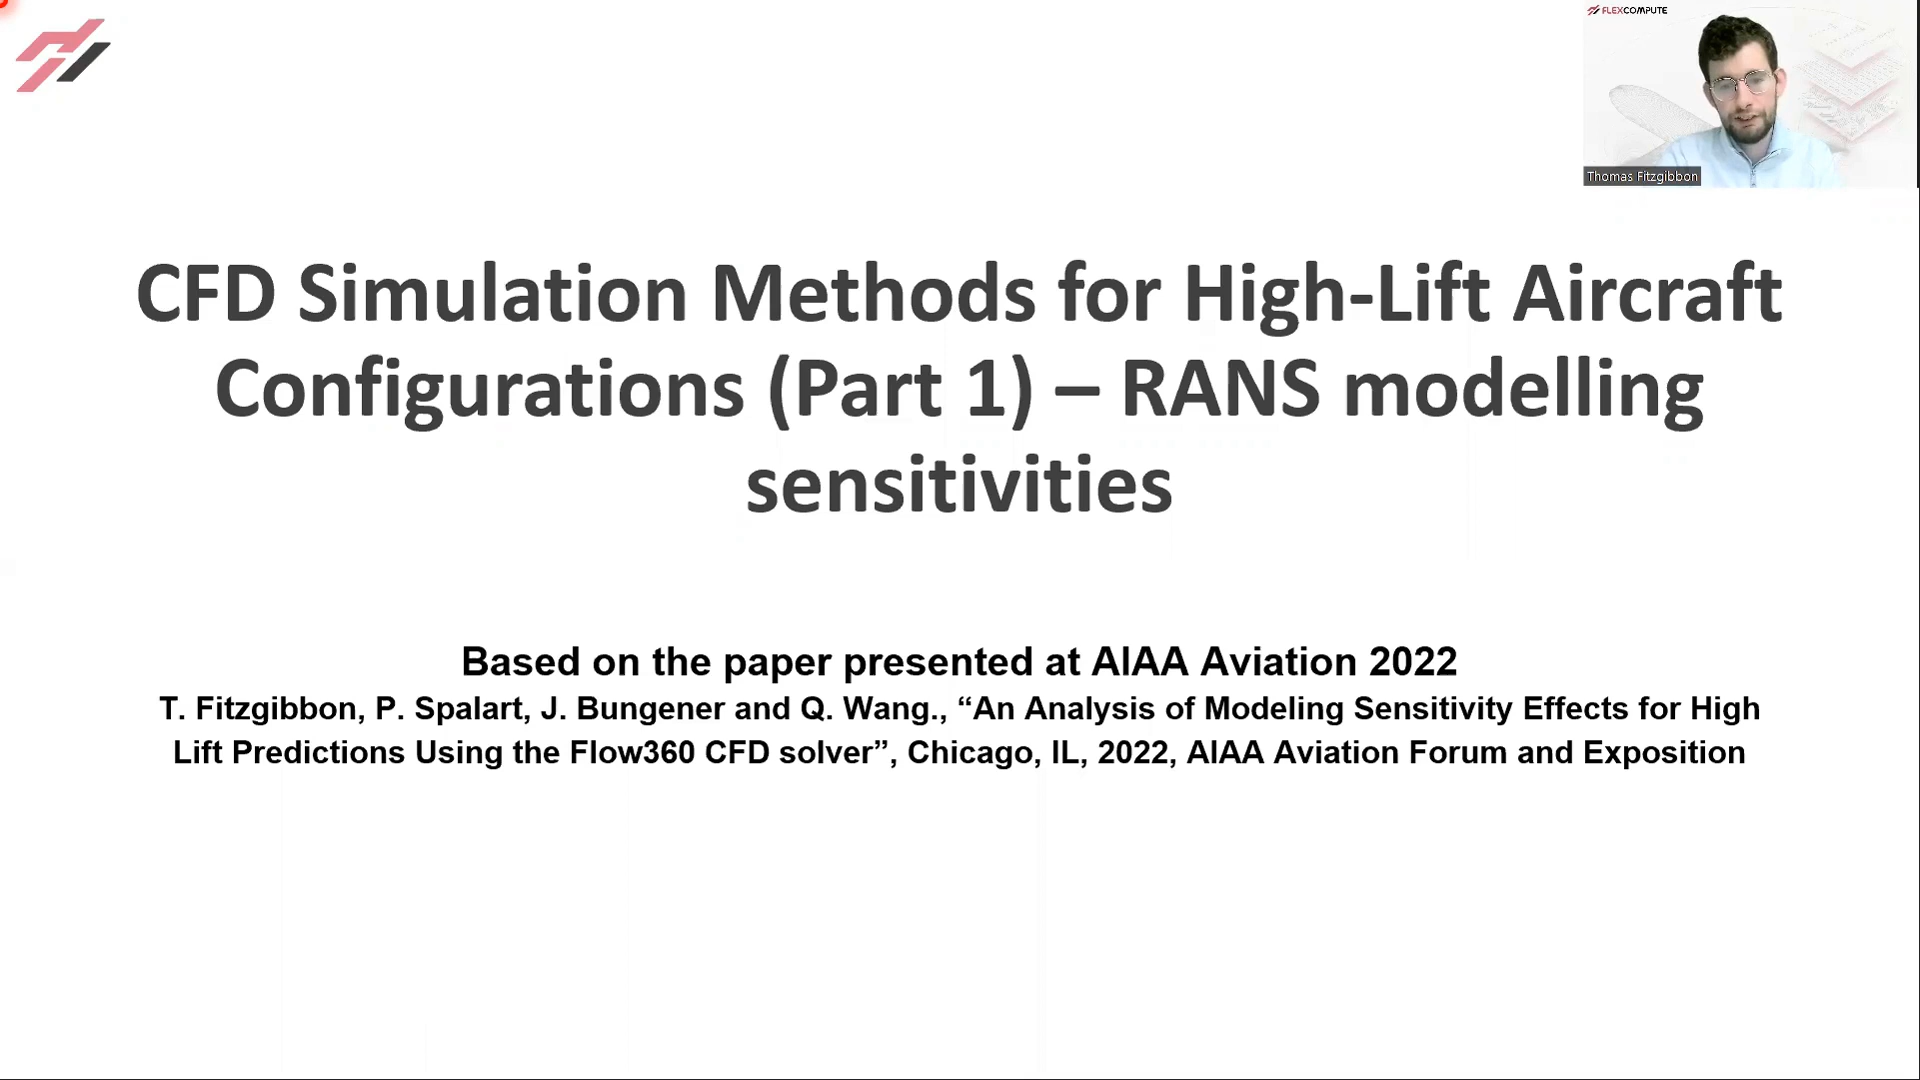 FLEXCOMPUTE
Thomas Fitzgibbon
CFD Simulation Methods for High-Lift Aircraft
Configurations (Part 1) – RANS modelling
sensitivities
Based on the paper presented at AIAA Aviation 2022
T. Fitzgibbon, P. Spalart, J. Bungener and Q. Wang., “An Analysis of Modeling Sensitivity Effects for High
Lift Predictions Using the Flow360 CFD solver”, Chicago, IL, 2022, AIAA Aviation Forum and Exposition